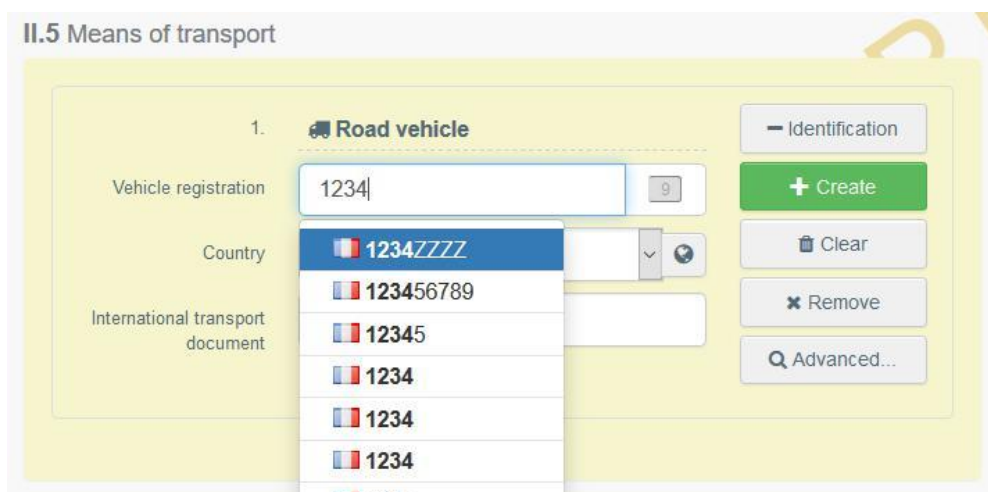 II.5 Means of transport
1.
Road vehicle
Identification
Vehicle registration
1234
9
Create
Country
1234ZZZZ
Clear
123456789
International transport
document
12345
Remove
1234
Advanced...
1234
1234